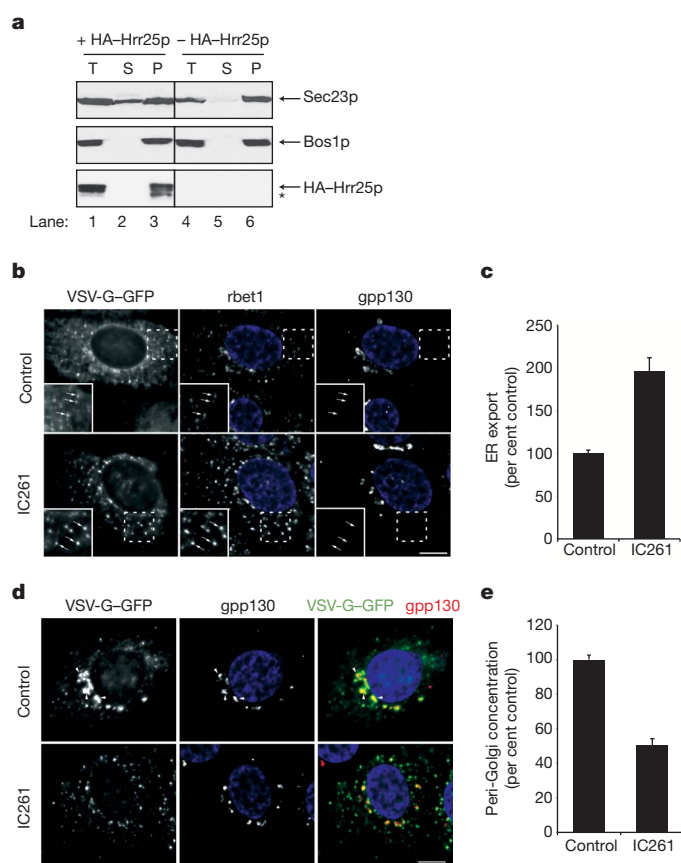 a
+ HA–Hrr25p – HA–Hrr25p
T S P T S P
Sec23p
Bos1p
HA–Hrr25p
*
Lane: 1 2 3 4 5 6
b
VSV-G–GFP rbet1 gpp130
Control
IC261
c
ER export
(per cent control)
250
200
150
100
50
0
Control IC261
d
VSV-G–GFP gpp130 VSV-G–GFP gpp130
Control
IC261
e
Peri-Golgi concentration
(per cent control)
120
100
80
60
40
20
0
Control IC261